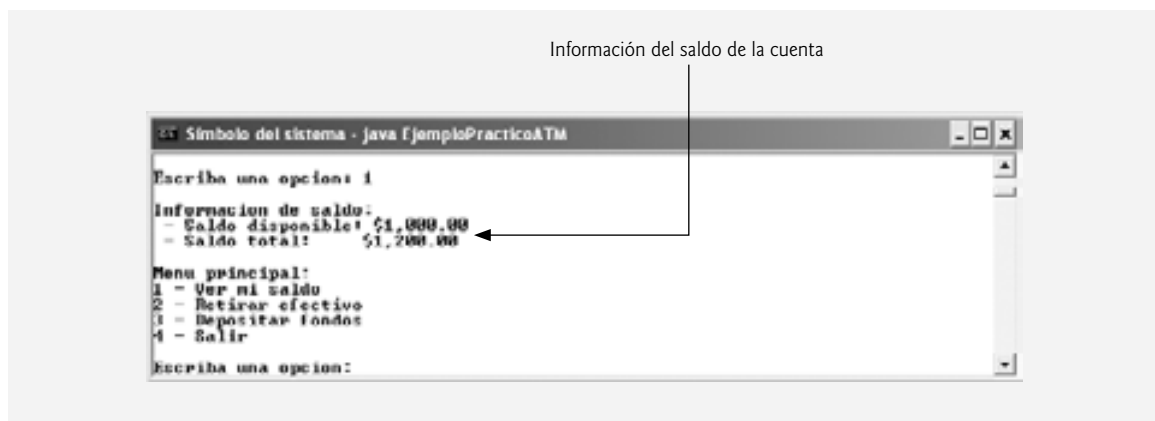 Información del saldo de la cuenta
Símbolo del sistema - java EjemploPracticoATM
Escriba una opcion: 1
Informacion de saldo:
- Saldo disponible: $1,000.00
- Saldo total: $1,200.00
Menu principal:
1 - Ver mi saldo
2 - Retirar efectivo
3 - Depositar fondos
4 - Salir
Escriba una opcion: